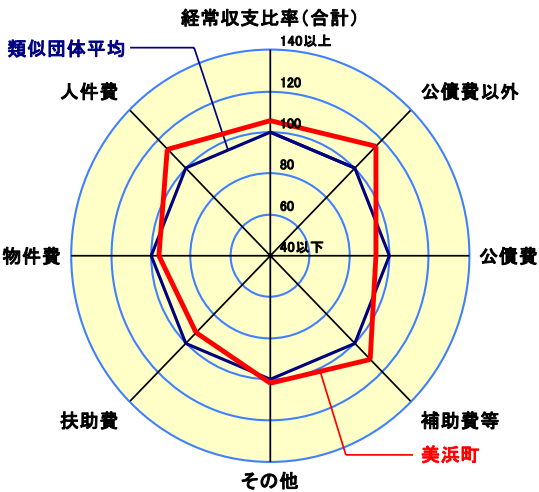 経常収支比率（合計）
140以上
類似団体平均
120
人件費
公債費以外
100
80
60
40以下
物件費
公債費
扶助費
補助費等
美浜町
その他